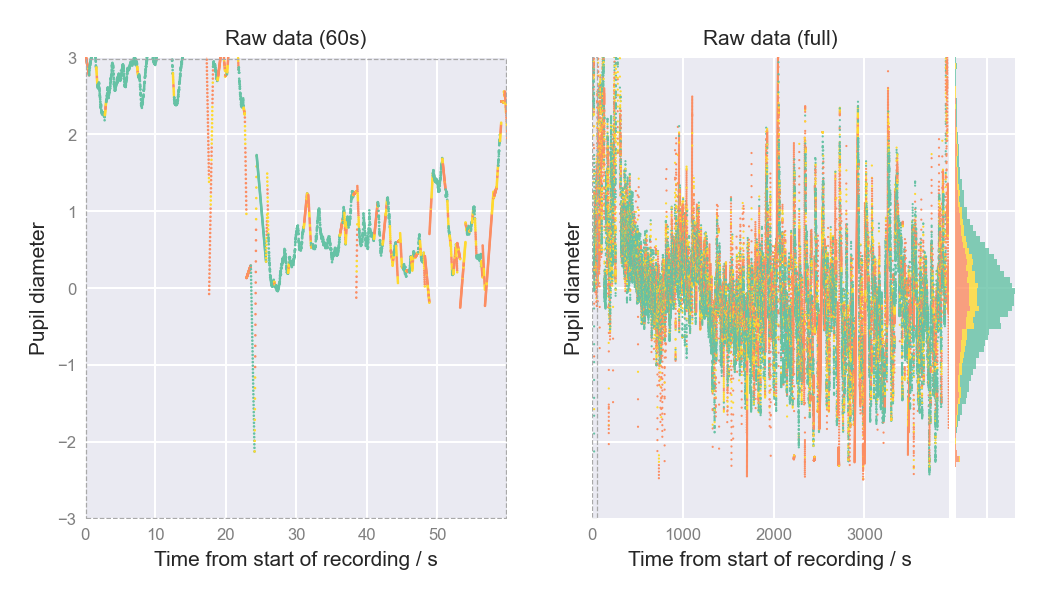 Raw data (60s)
Raw data (full)
Pupil diameter
3
2
1
0
−1
−2
−3
0
10
20
30
40
50
Time from start of recording / s
Pupil diameter
0
1000
2000
3000
Time from start of recording / s